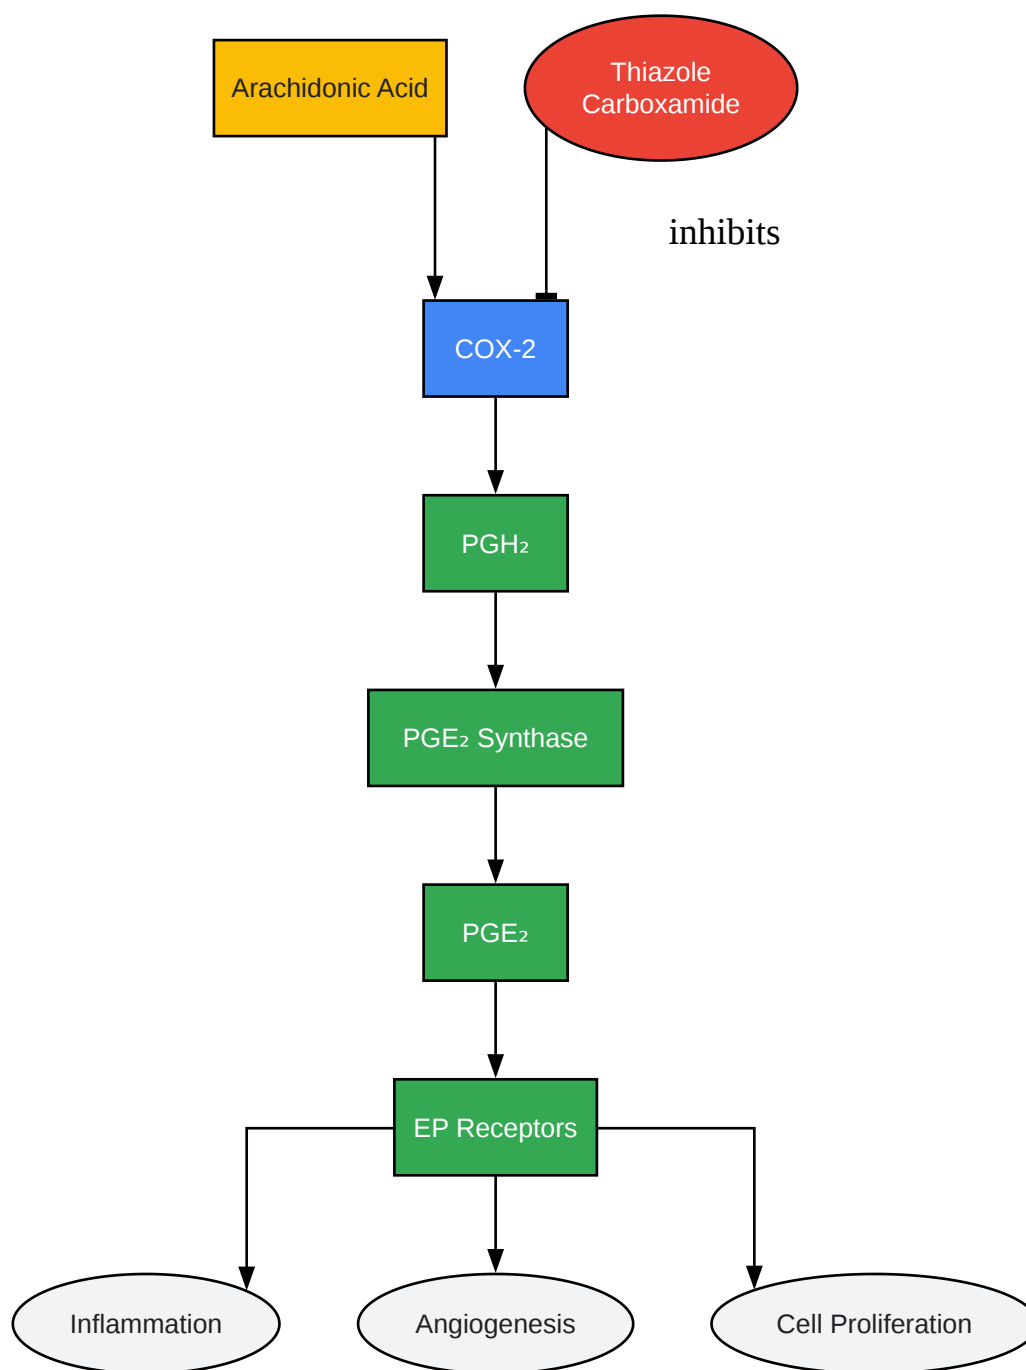 Arachidonic Acid
Thiazole
Carboxamide
inhibits
COX-2
PGH₂
PGE₂ Synthase
PGE₂
EP Receptors
Inflammation
Angiogenesis
Cell Proliferation